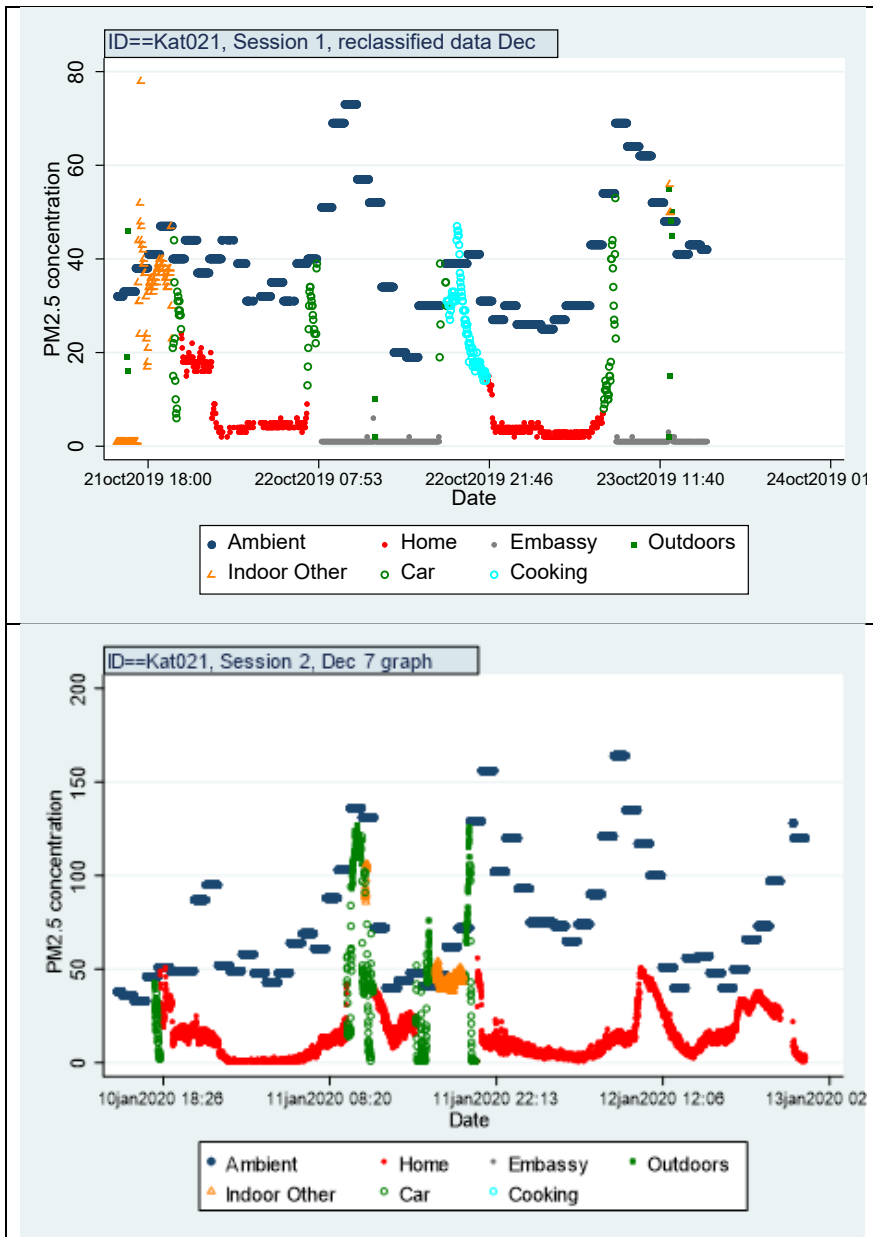 ID==Kat021, Session 1, reclassified data Dec
80
60
40
20
0
PM2.5 concentration
21oct2019 18:00 22oct2019 07:53 22oct2019 21:46 23oct2019 11:40 24oct2019 01
Date
Ambient Home Embassy Outdoors
Indoor Other Car Cooking
ID==Kat021, Session 2, Dec 7 graph
200
150
100
50
0
PM2.5 concentration
10jan2020 18:26 11jan2020 08:20 11jan2020 22:13 12jan2020 12:06 13jan2020 02
Date
Ambient Home Embassy Outdoors
Indoor Other Car Cooking